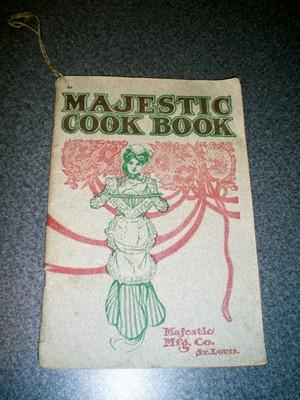 MAJESTIC
COOK BOOK
Majestic
Mfg. Co.
St. Louis.